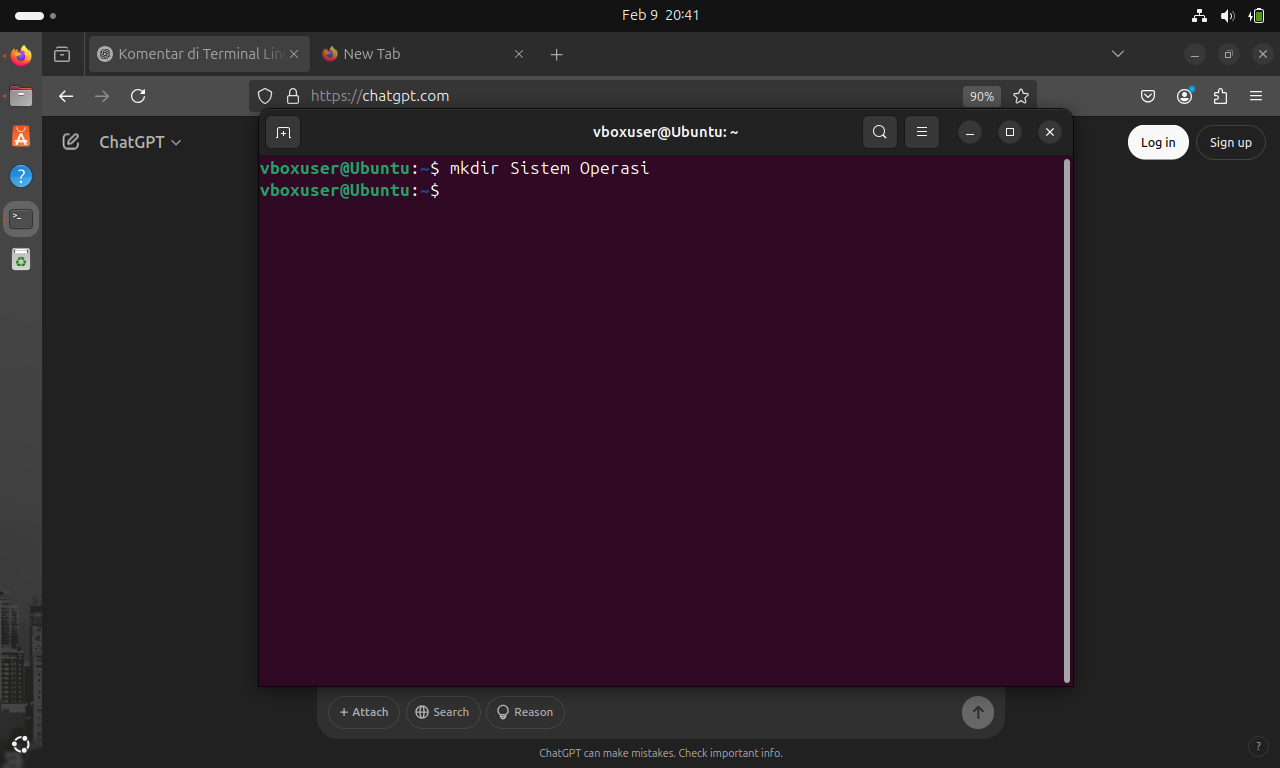 Feb 9 20:41
Komentar di Terminal Lin
New Tab
https://chatgpt.com
90%
ChatGPT
Log in
Sign up
vboxuser@Ubuntu: ~
vboxuser@Ubuntu:~$ mkdir Sistem Operasi
vboxuser@Ubuntu:~$
+ Attach
Search
Reason
ChatGPT can make mistakes. Check important info.
?